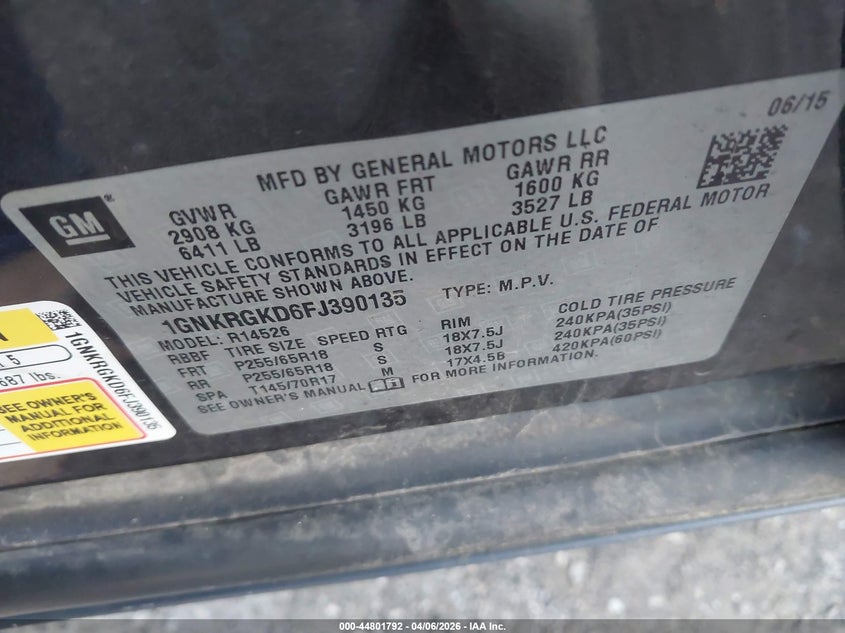 06/15
MFD BY GENERAL MOTORS LLC
GM
GVWR GAWR FRT GAWR RR
2908 KG 1450 KG 1600 KG
6411 LB 3196 LB 3527 LB
THIS VEHICLE CONFORMS TO ALL APPLICABLE U.S. FEDERAL MOTOR
VEHICLE SAFETY STANDARDS IN EFFECT ON THE DATE OF
MANUFACTURE SHOWN ABOVE.
1GNKRGKD6FJ390135 TYPE: M.P.V.
MODEL: R14526
RBBF TIRE SIZE SPEED RTG RIM COLD TIRE PRESSURE
FRT P255/65R18 S 18X7.5J 240KPA(35PSI)
RR P255/65R18 S 18X7.5J 240KPA(35PSI)
SPA T145/70R17 M 17X4.5B 420KPA(60PSI)
SEE OWNER'S MANUAL FOR MORE INFORMATION.
5
687 lbs.
SEE OWNER'S
MANUAL FOR
ADDITIONAL
INFORMATION
1GNKRGKD6FJ390135
000-44801792 - 04/06/2026 - IAA Inc.